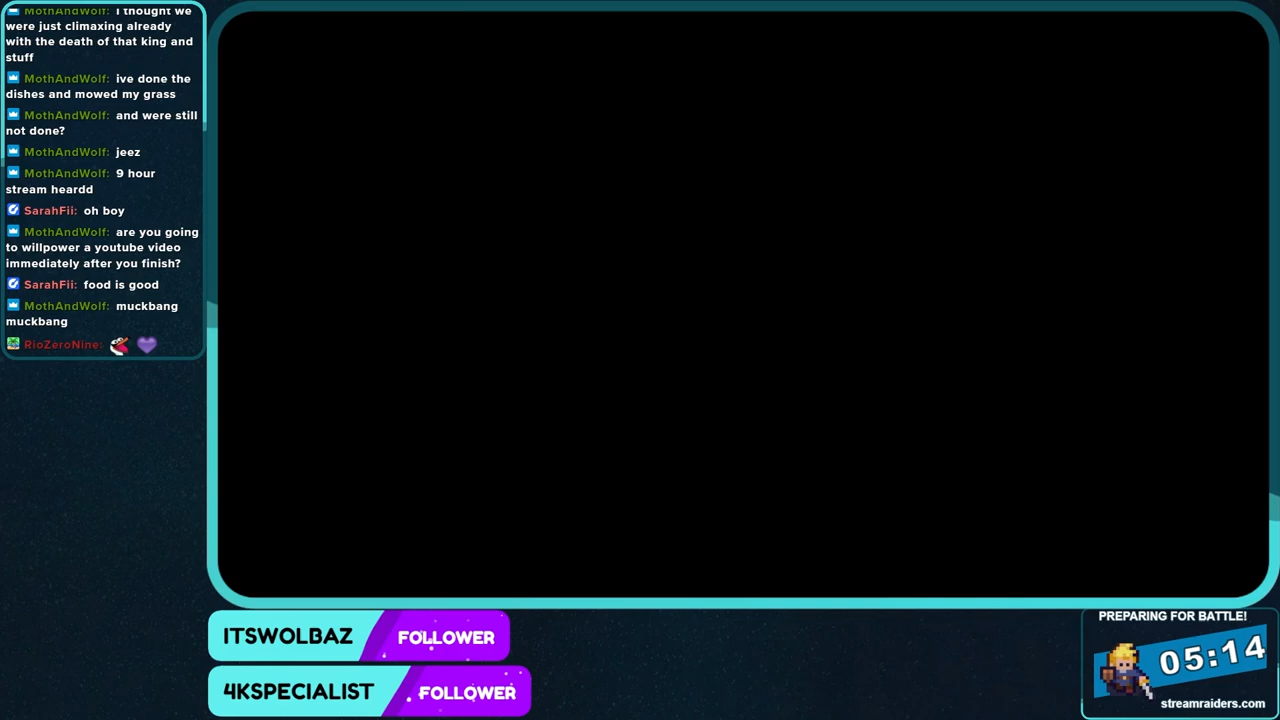 MothAndWolf: i thought we
were just climaxing already
with the death of that king and
stuff
MothAndWolf: ive done the
dishes and mowed my grass
MothAndWolf: and were still
not done?
MothAndWolf: jeez
MothAndWolf: 9 hour
stream heardd
SarahFii: oh boy
MothAndWolf: are you going
to willpower a youtube video
immediately after you finish?
SarahFii: food is good
MothAndWolf: muckbang
muckbang
RioZeroNine:
ITSWOLBAZ FOLLOWER
4KSPECIALIST FOLLOWER
PREPARING FOR BATTLE!
05:14
streamraiders.com